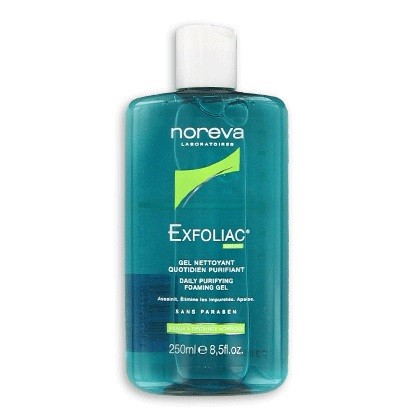 noreva
LABORATOIRES
EXFOLIAC®
GEL NETTOYANT
QUOTIDIEN PURIFIANT
DAILY PURIFYING
FOAMING GEL
Assainit. Élimine les impuretés. Apaise.
SANS PARABEN
250ml e 8,5fl.oz.